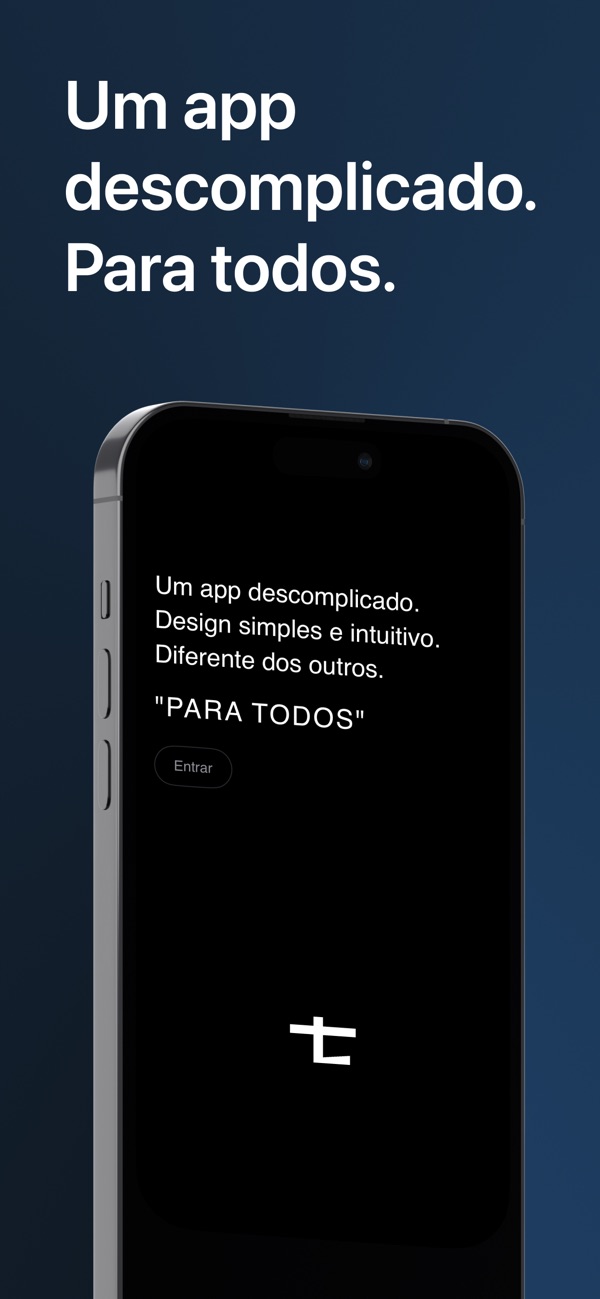 Um app
descomplicado.
Para todos.
Um app descomplicado.
Design simples e intuitivo.
Diferente dos outros.
"PARA TODOS"
Entrar